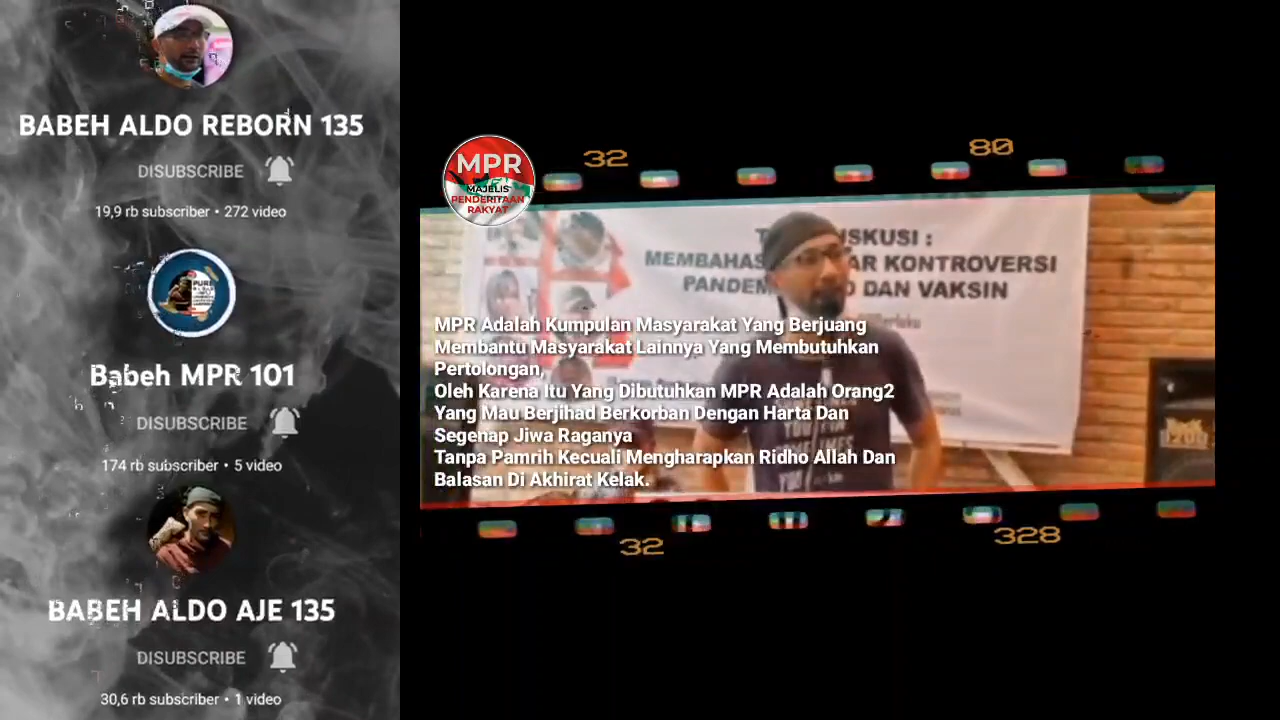 BABEH ALDO REBORN 135
DISUBSCRIBE
19,9 rb subscriber • 272 video
Babeh MPR 101
DISUBSCRIBE
174 rb subscriber • 5 video
BABEH ALDO AJE 135
DISUBSCRIBE
30,6 rb subscriber • 1 video
32
80
MPR
MAJELIS
PENDERITAAN
RAKYAT
ISKUSI :
MEMBAHAS AR KONTROVERSI
PANDEM DAN VAKSIN
MPR Adalah Kumpulan Masyarakat Yang Berjuang
Membantu Masyarakat Lainnya Yang Membutuhkan
Pertolongan,
Oleh Karena Itu Yang Dibutuhkan MPR Adalah Orang2
Yang Mau Berjihad Berkorban Dengan Harta Dan
Segenap Jiwa Raganya
Tanpa Pamrih Kecuali Mengharapkan Ridho Allah Dan
Balasan Di Akhirat Kelak.
32
328